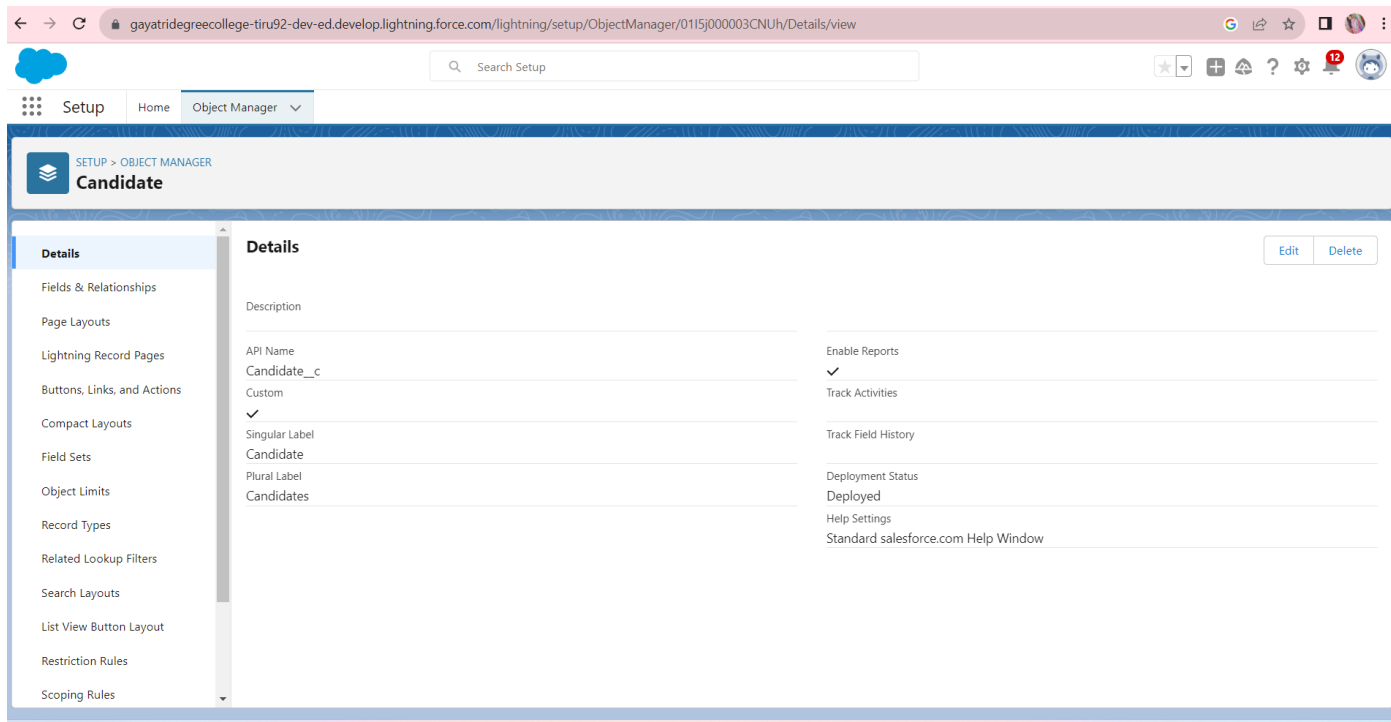 gayatridegreecollege-tiru92-dev-ed.develop.lightning.force.com/lightning/setup/ObjectManager/01I5j000003CNUh/Details/view
G
Search Setup
12
Setup
Home
Object Manager
SETUP > OBJECT MANAGER
Candidate
Details
Fields & Relationships
Page Layouts
Lightning Record Pages
Buttons, Links, and Actions
Compact Layouts
Field Sets
Object Limits
Record Types
Related Lookup Filters
Search Layouts
List View Button Layout
Restriction Rules
Scoping Rules
Details
Edit
Delete
Description
API Name
Candidate__c
Custom
Singular Label
Candidate
Plural Label
Candidates
Enable Reports
Track Activities
Track Field History
Deployment Status
Deployed
Help Settings
Standard salesforce.com Help Window